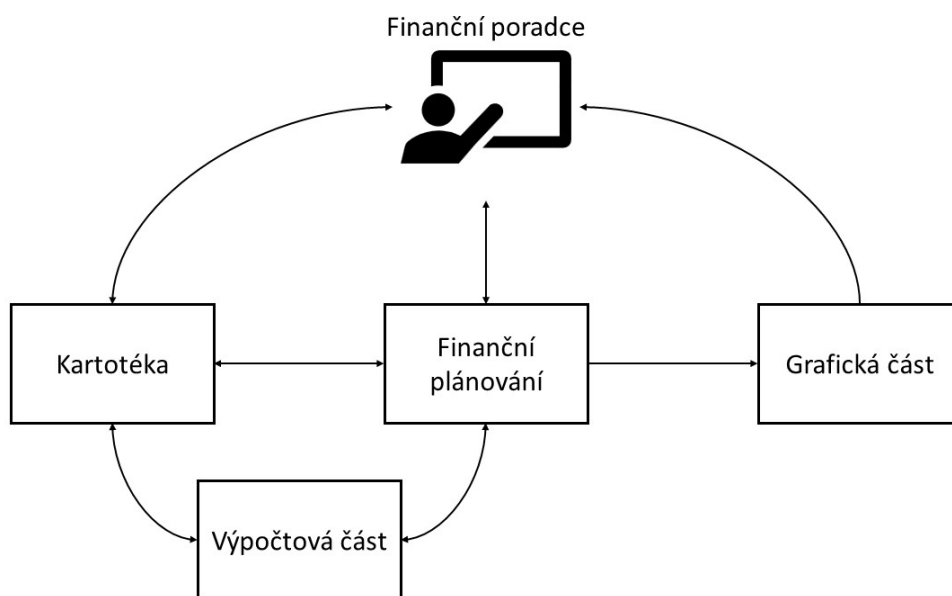 Finanční poradce
Kartotéka
Finanční
plánování
Grafická část
Výpočtová část